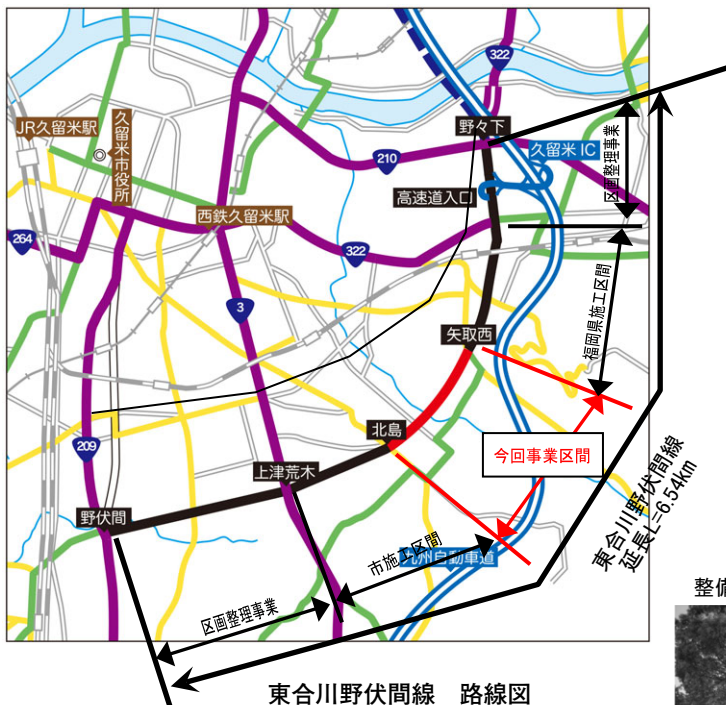 322
JR久留米駅
久留米市役所
野々下
久留米 IC
210
区画整理事業
高速道入口
西鉄久留米駅
264
322
3
福岡県施工区間
矢取西
北島
今回事業区間
209
上津荒木
野伏間
東合川野伏間線
延長L=6.54km
市施工区間
九州自動車道
整備
区画整理事業
東合川野伏間線　路線図